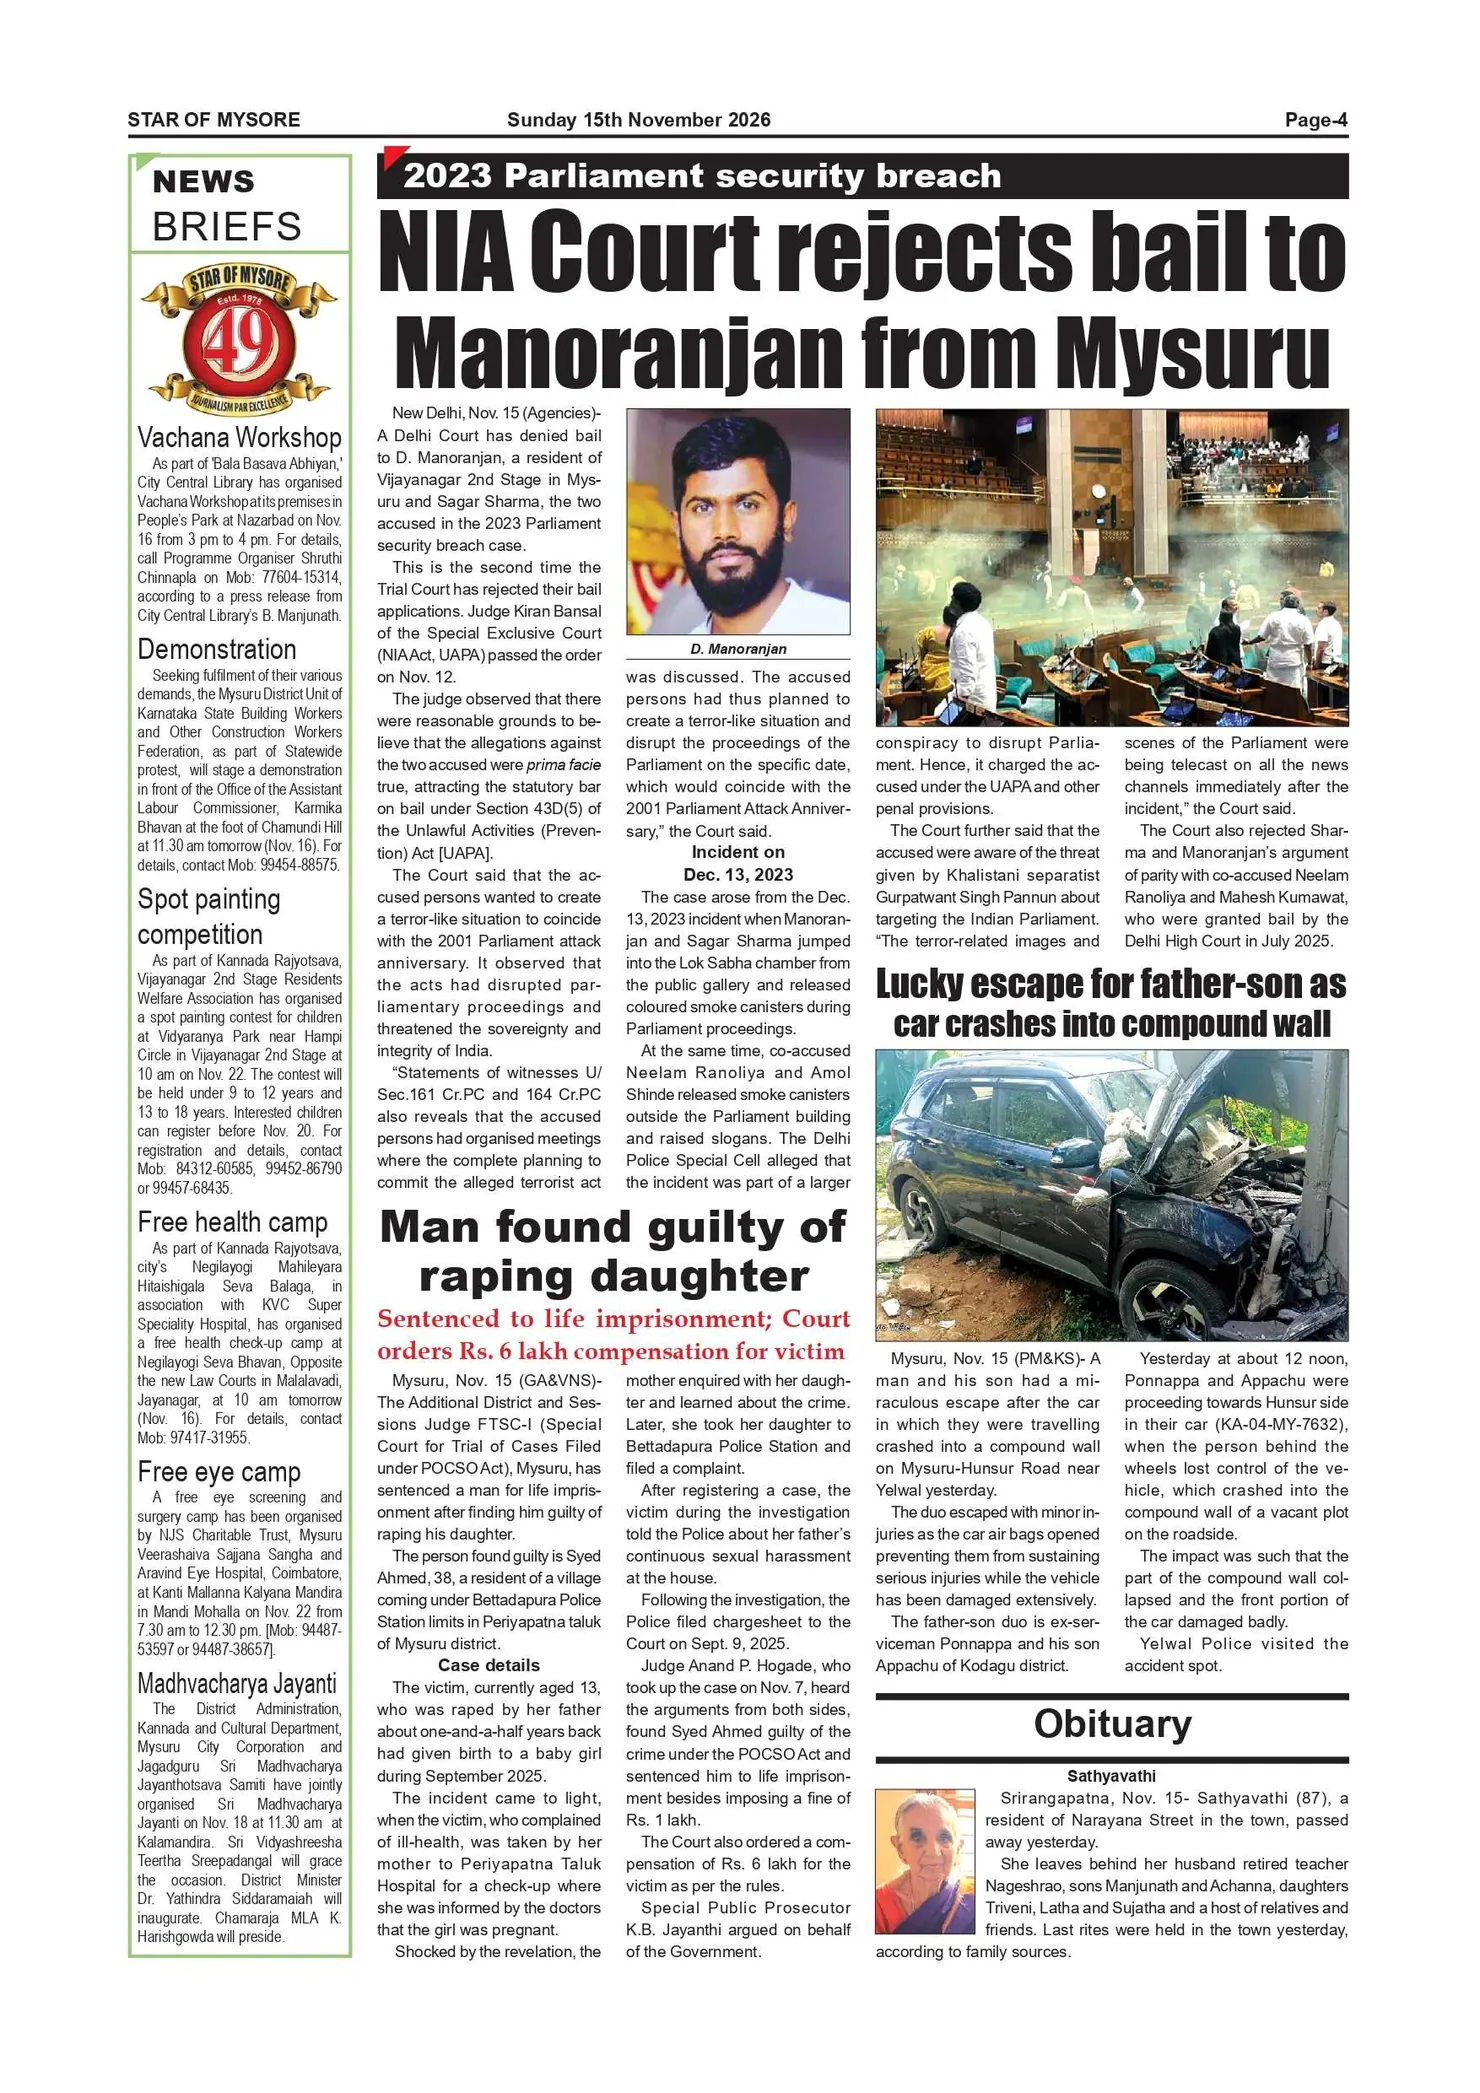 STAR OF MYSORE
Sunday 15th November 2026
Page-4
NEWS
BRIEFS
STAR OF MYSORE
Estd. 1978
49
JOURNALISM PAR EXCELLENCE
Vachana Workshop
As part of 'Bala Basava Abhiyan,'
City Central Library has organised
Vachana Workshop at its premises in
People's Park at Nazarbad on Nov.
16 from 3 pm to 4 pm. For details,
call Programme Organiser Shruthi
Chinnapla on Mob: 77604-15314,
according to a press release from
City Central Library's B. Manjunath.
Demonstration
Seeking fulfilment of their various
demands, the Mysuru District Unit of
Karnataka State Building Workers
and Other Construction Workers
Federation, as part of Statewide
protest, will stage a demonstration
in front of the Office of the Assistant
Labour Commissioner, Karmika
Bhavan at the foot of Chamundi Hill
at 11.30 am tomorrow (Nov. 16). For
details, contact Mob: 99454-88575.
Spot painting
competition
As part of Kannada Rajyotsava,
Vijayanagar 2nd Stage Residents
Welfare Association has organised
a spot painting contest for children
at Vidyaranya Park near Hampi
Circle in Vijayanagar 2nd Stage at
10 am on Nov. 22. The contest will
be held under 9 to 12 years and
13 to 18 years. Interested children
can register before Nov. 20. For
registration and details, contact
Mob: 84312-60585, 99452-86790
or 99457-68435.
Free health camp
As part of Kannada Rajyotsava,
city's Negilayogi Mahileyara
Hitaishigala Seva Balaga, in
association with KVC Super
Speciality Hospital, has organised
a free health check-up camp at
Negilayogi Seva Bhavan, Opposite
the new Law Courts in Malalavadi,
Jayanagar, at 10 am tomorrow
(Nov. 16). For details, contact
Mob: 97417-31955.
Free eye camp
A free eye screening and
surgery camp has been organised
by NJS Charitable Trust, Mysuru
Veerashaiva Sajjana Sangha and
Aravind Eye Hospital, Coimbatore,
at Kanti Mallanna Kalyana Mandira
in Mandi Mohalla on Nov. 22 from
7.30 am to 12.30 pm. [Mob: 94487-
53597 or 94487-38657].
Madhvacharya Jayanti
The District Administration,
Kannada and Cultural Department,
Mysuru City Corporation and
Jagadguru Sri Madhvacharya
Jayanthotsava Samiti have jointly
organised Sri Madhvacharya
Jayanti on Nov. 18 at 11.30 am at
Kalamandira. Sri Vidyashreesha
Teertha Sreepadangal will grace
the occasion. District Minister
Dr. Yathindra Siddaramaiah will
inaugurate. Chamaraja MLA K.
Harishgowda will preside.
2023 Parliament security breach
NIA Court rejects bail to
Manoranjan from Mysuru
New Delhi, Nov. 15 (Agencies)-
A Delhi Court has denied bail
to D. Manoranjan, a resident of
Vijayanagar 2nd Stage in Mys-
uru and Sagar Sharma, the two
accused in the 2023 Parliament
security breach case.
This is the second time the
Trial Court has rejected their bail
applications. Judge Kiran Bansal
of the Special Exclusive Court
(NIA Act, UAPA) passed the order
on Nov. 12.
The judge observed that there
were reasonable grounds to be-
lieve that the allegations against
the two accused were prima facie
true, attracting the statutory bar
on bail under Section 43D(5) of
the Unlawful Activities (Preven-
tion) Act [UAPA].
The Court said that the ac-
cused persons wanted to create
a terror-like situation to coincide
with the 2001 Parliament attack
anniversary. It observed that
the acts had disrupted par-
liamentary proceedings and
threatened the sovereignty and
integrity of India.
“Statements of witnesses U/
Sec.161 Cr.PC and 164 Cr.PC
also reveals that the accused
persons had organised meetings
where the complete planning to
commit the alleged terrorist act
D. Manoranjan
was discussed. The accused
persons had thus planned to
create a terror-like situation and
disrupt the proceedings of the
Parliament on the specific date,
which would coincide with the
2001 Parliament Attack Anniver-
sary,” the Court said.
Incident on
Dec. 13, 2023
The case arose from the Dec.
13, 2023 incident when Manoran-
jan and Sagar Sharma jumped
into the Lok Sabha chamber from
the public gallery and released
coloured smoke canisters during
Parliament proceedings.
At the same time, co-accused
Neelam Ranoliya and Amol
Shinde released smoke canisters
outside the Parliament building
and raised slogans. The Delhi
Police Special Cell alleged that
the incident was part of a larger
conspiracy to disrupt Parlia-
ment. Hence, it charged the ac-
cused under the UAPA and other
penal provisions.
The Court further said that the
accused were aware of the threat
given by Khalistani separatist
Gurpatwant Singh Pannun about
targeting the Indian Parliament.
“The terror-related images and
scenes of the Parliament were
being telecast on all the news
channels immediately after the
incident,” the Court said.
The Court also rejected Shar-
ma and Manoranjan's argument
of parity with co-accused Neelam
Ranoliya and Mahesh Kumawat,
who were granted bail by the
Delhi High Court in July 2025.
Man found guilty of
raping daughter
Sentenced to life imprisonment; Court
orders Rs. 6 lakh compensation for victim
Mysuru, Nov. 15 (GA&VNS)-
The Additional District and Ses-
sions Judge FTSC-I (Special
Court for Trial of Cases Filed
under POCSO Act), Mysuru, has
sentenced a man for life impris-
onment after finding him guilty of
raping his daughter.
The person found guilty is Syed
Ahmed, 38, a resident of a village
coming under Bettadapura Police
Station limits in Periyapatna taluk
of Mysuru district.
Case details
The victim, currently aged 13,
who was raped by her father
about one-and-a-half years back
had given birth to a baby girl
during September 2025.
The incident came to light,
when the victim, who complained
of ill-health, was taken by her
mother to Periyapatna Taluk
Hospital for a check-up where
she was informed by the doctors
that the girl was pregnant.
Shocked by the revelation, the
mother enquired with her daugh-
ter and learned about the crime.
Later, she took her daughter to
Bettadapura Police Station and
filed a complaint.
After registering a case, the
victim during the investigation
told the Police about her father's
continuous sexual harassment
at the house.
Following the investigation, the
Police filed chargesheet to the
Court on Sept. 9, 2025.
Judge Anand P. Hogade, who
took up the case on Nov. 7, heard
the arguments from both sides,
found Syed Ahmed guilty of the
crime under the POCSO Act and
sentenced him to life imprison-
ment besides imposing a fine of
Rs. 1 lakh.
The Court also ordered a com-
pensation of Rs. 6 lakh for the
victim as per the rules.
Special Public Prosecutor
K.B. Jayanthi argued on behalf
of the Government.
Lucky escape for father-son as
car crashes into compound wall
Mysuru, Nov. 15 (PM&KS)- A
man and his son had a mi-
raculous escape after the car
in which they were travelling
crashed into a compound wall
on Mysuru-Hunsur Road near
Yelwal yesterday.
The duo escaped with minor in-
juries as the car air bags opened
preventing them from sustaining
serious injuries while the vehicle
has been damaged extensively.
The father-son duo is ex-ser-
viceman Ponnappa and his son
Appachu of Kodagu district.
Yesterday at about 12 noon,
Ponnappa and Appachu were
proceeding towards Hunsur side
in their car (KA-04-MY-7632),
when the person behind the
wheels lost control of the ve-
hicle, which crashed into the
compound wall of a vacant plot
on the roadside.
The impact was such that the
part of the compound wall col-
lapsed and the front portion of
the car damaged badly.
Yelwal Police visited the
accident spot.
Obituary
Sathyavathi
Srirangapatna, Nov. 15- Sathyavathi (87), a
resident of Narayana Street in the town, passed
away yesterday.
She leaves behind her husband retired teacher
Nageshrao, sons Manjunath and Achanna, daughters
Triveni, Latha and Sujatha and a host of relatives and
friends. Last rites were held in the town yesterday,
according to family sources.